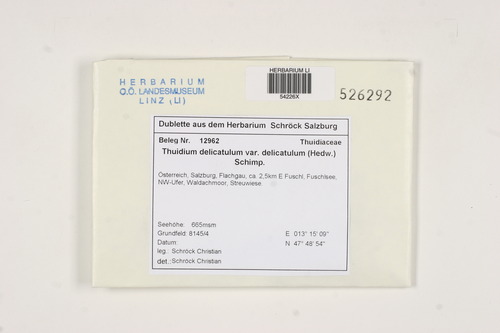 HERBARIUM
O.Ö. LANDESMUSEUM
LINZ (LI)
HERBARIUM LI
54226X
526292
Dublette aus dem Herbarium Schröck Salzburg
Beleg Nr. 12962 Thuidiaceae
Thuidium delicatulum var. delicatulum (Hedw.)
Schimp.
Österreich, Salzburg, Flachgau, ca. 2,5km E Fuschl, Fuschlsee,
NW-Ufer, Waldachmoor, Streuwiese
Seehöhe: 665msm
Grundfeld: 8145/4 E 013° 15' 09"
Datum: N 47° 48' 54"
leg.: Schröck Christian
det.: Schröck Christian